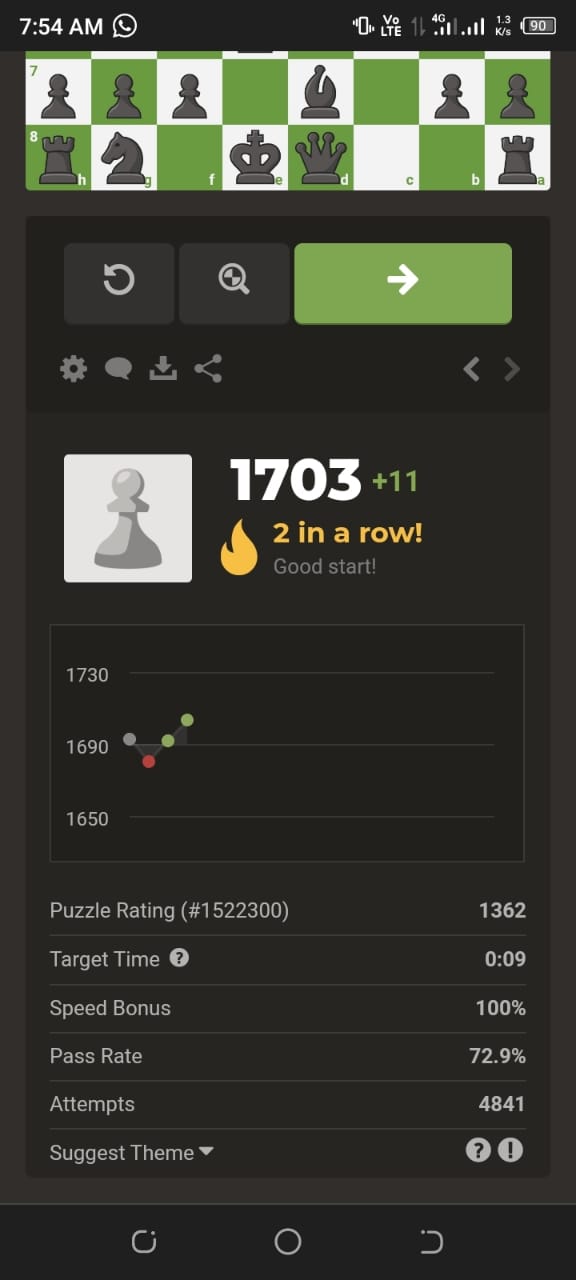 7:54 AM Vo LTE 4G 1.3 K/s 90
7
8 h g f e d c b a
1703 +11
2 in a row!
Good start!
1730
1690
1650
Puzzle Rating (#1522300) 1362
Target Time ? 0:09
Speed Bonus 100%
Pass Rate 72.9%
Attempts 4841
Suggest Theme ? !